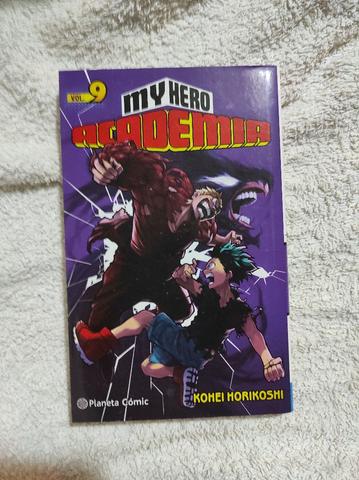 VOL. 9
MY HERO
ACADEMIA
Planeta Cómic
KOHEI HORIKOSHI